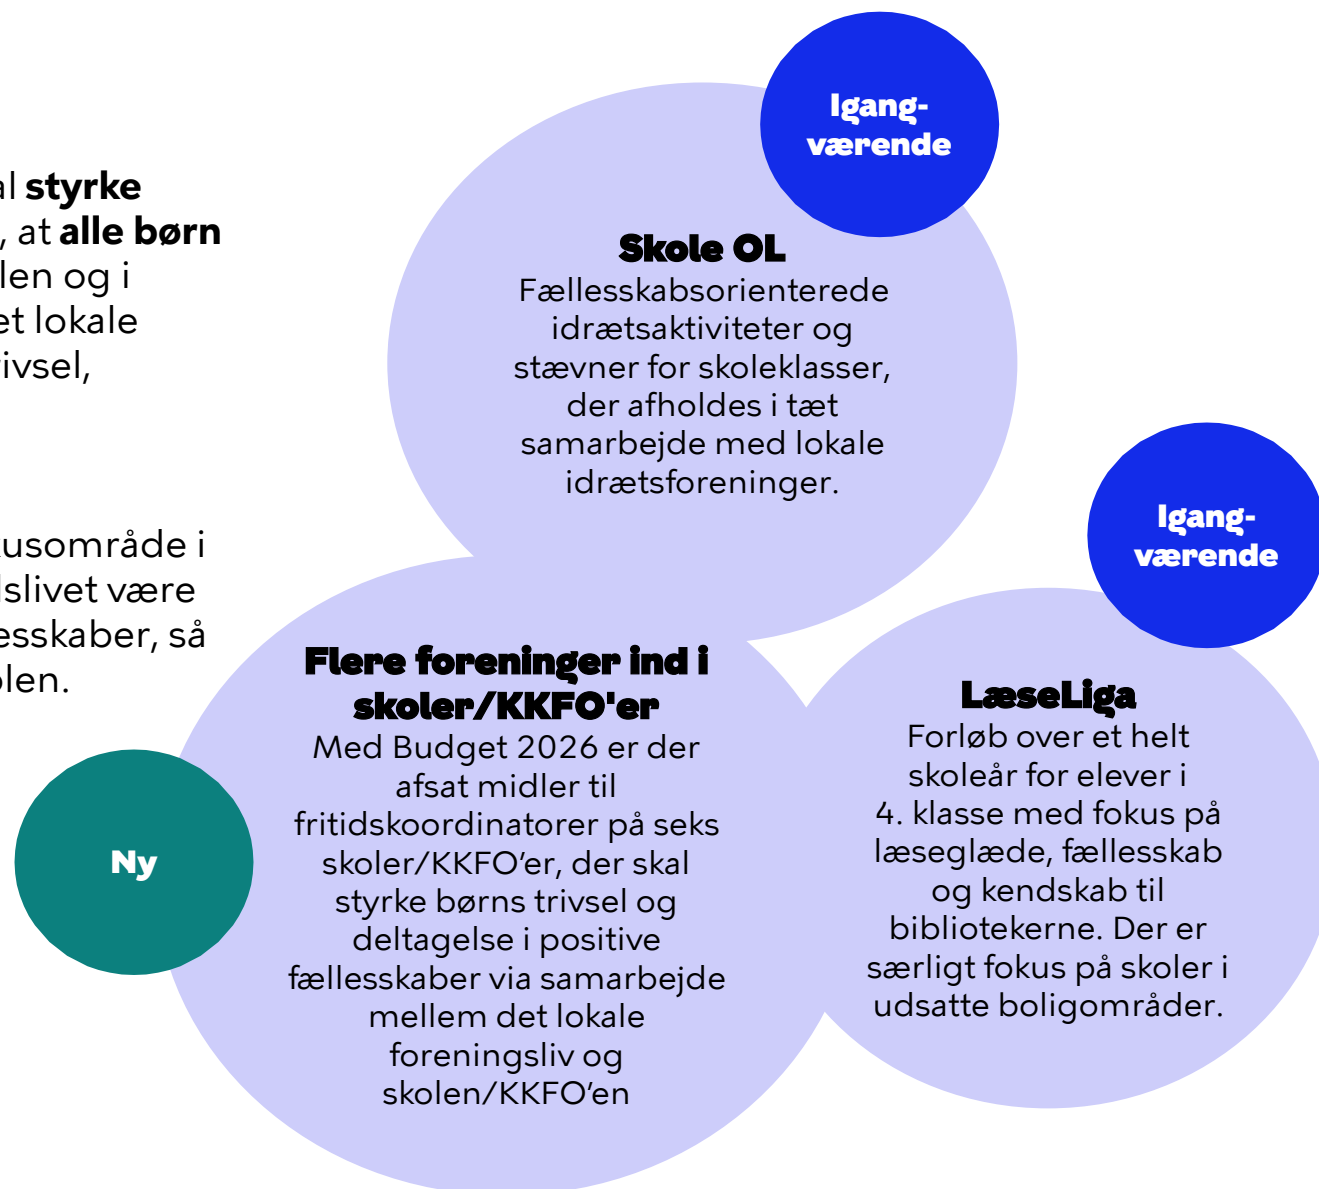 styrke
, at alle børn
len og i
et lokale
ivsel,
usområde i
dslivet være
esskaber, så
olen.
Igang-
værende
Skole OL
Fællesskabsorienterede
idrætsaktiviteter og
stævner for skoleklasser,
der afholdes i tæt
samarbejde med lokale
idrætsforeninger.
Flere foreninger ind i
skoler/KKFO'er
Med Budget 2026 er der
afsat midler til
fritidskoordinatorer på seks
skoler/KKFO’er, der skal
styrke børns trivsel og
deltagelse i positive
fællesskaber via samarbejde
mellem det lokale
foreningsliv og
skolen/KKFO’en
Ny
Igang-
værende
LæseLiga
Forløb over et helt
skoleår for elever i
4. klasse med fokus på
læseglæde, fællesskab
og kendskab til
bibliotekerne. Der er
særligt fokus på skoler i
udsatte boligområder.